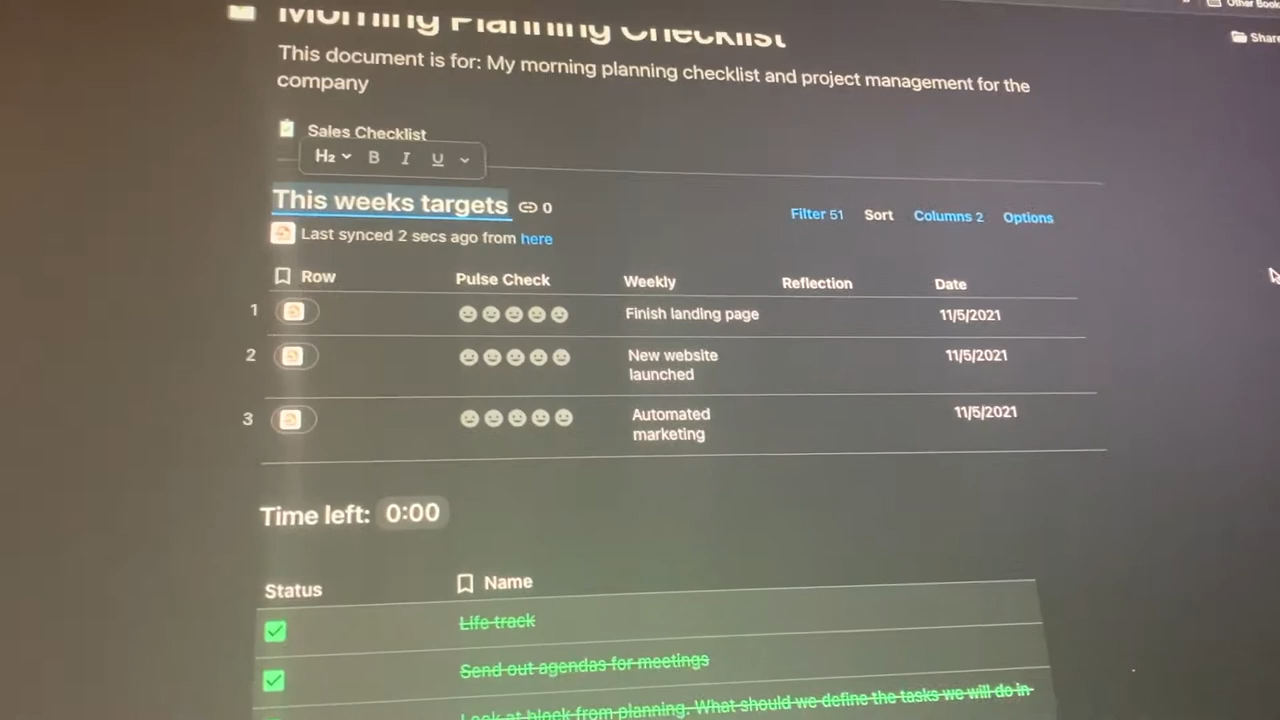 Other Book
Share
Morning Planning Checklist
This document is for: My morning planning checklist and project management for the
company
Sales Checklist
H2 B I U
This weeks targets 0
Filter 51 Sort Columns 2 Options
Last synced 2 secs ago from here
Row Pulse Check Weekly Reflection Date
1 Finish landing page 11/5/2021
2 New website
launched 11/5/2021
3 Automated
marketing 11/5/2021
Time left: 0:00
Status Name
Life track
Send out agendas for meetings
Look at block from planning. What should we define the tasks we will do in